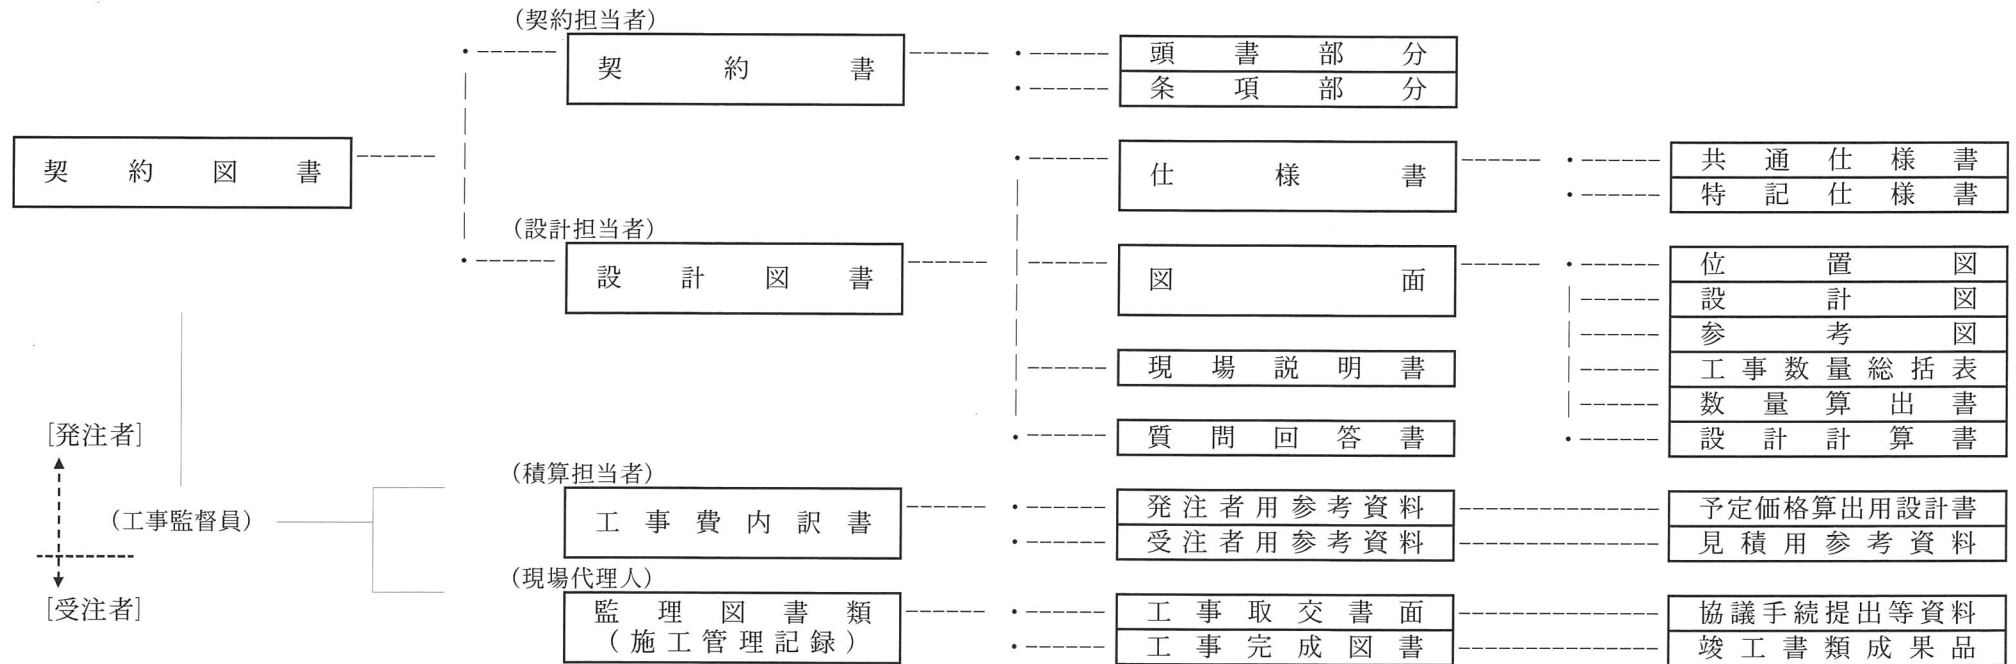 (契約担当者)
契約書
頭書部分
条項部分
契約図書
仕様書
共通仕様書
特記仕様書
(設計担当者)
設計図書
図面
位置図
設計図
参考図
工事数量総括表
数量算出書
設計計算書
現場説明書
質問回答書
[発注者]
(工事監督員)
[受注者]
(積算担当者)
工事費内訳書
発注者用参考資料
予定価格算出用設計書
受注者用参考資料
見積用参考資料
(現場代理人)
監理図書類
(施工管理記録)
工事取交書面
協議手続提出等資料
工事完成図書
竣工書類成果品